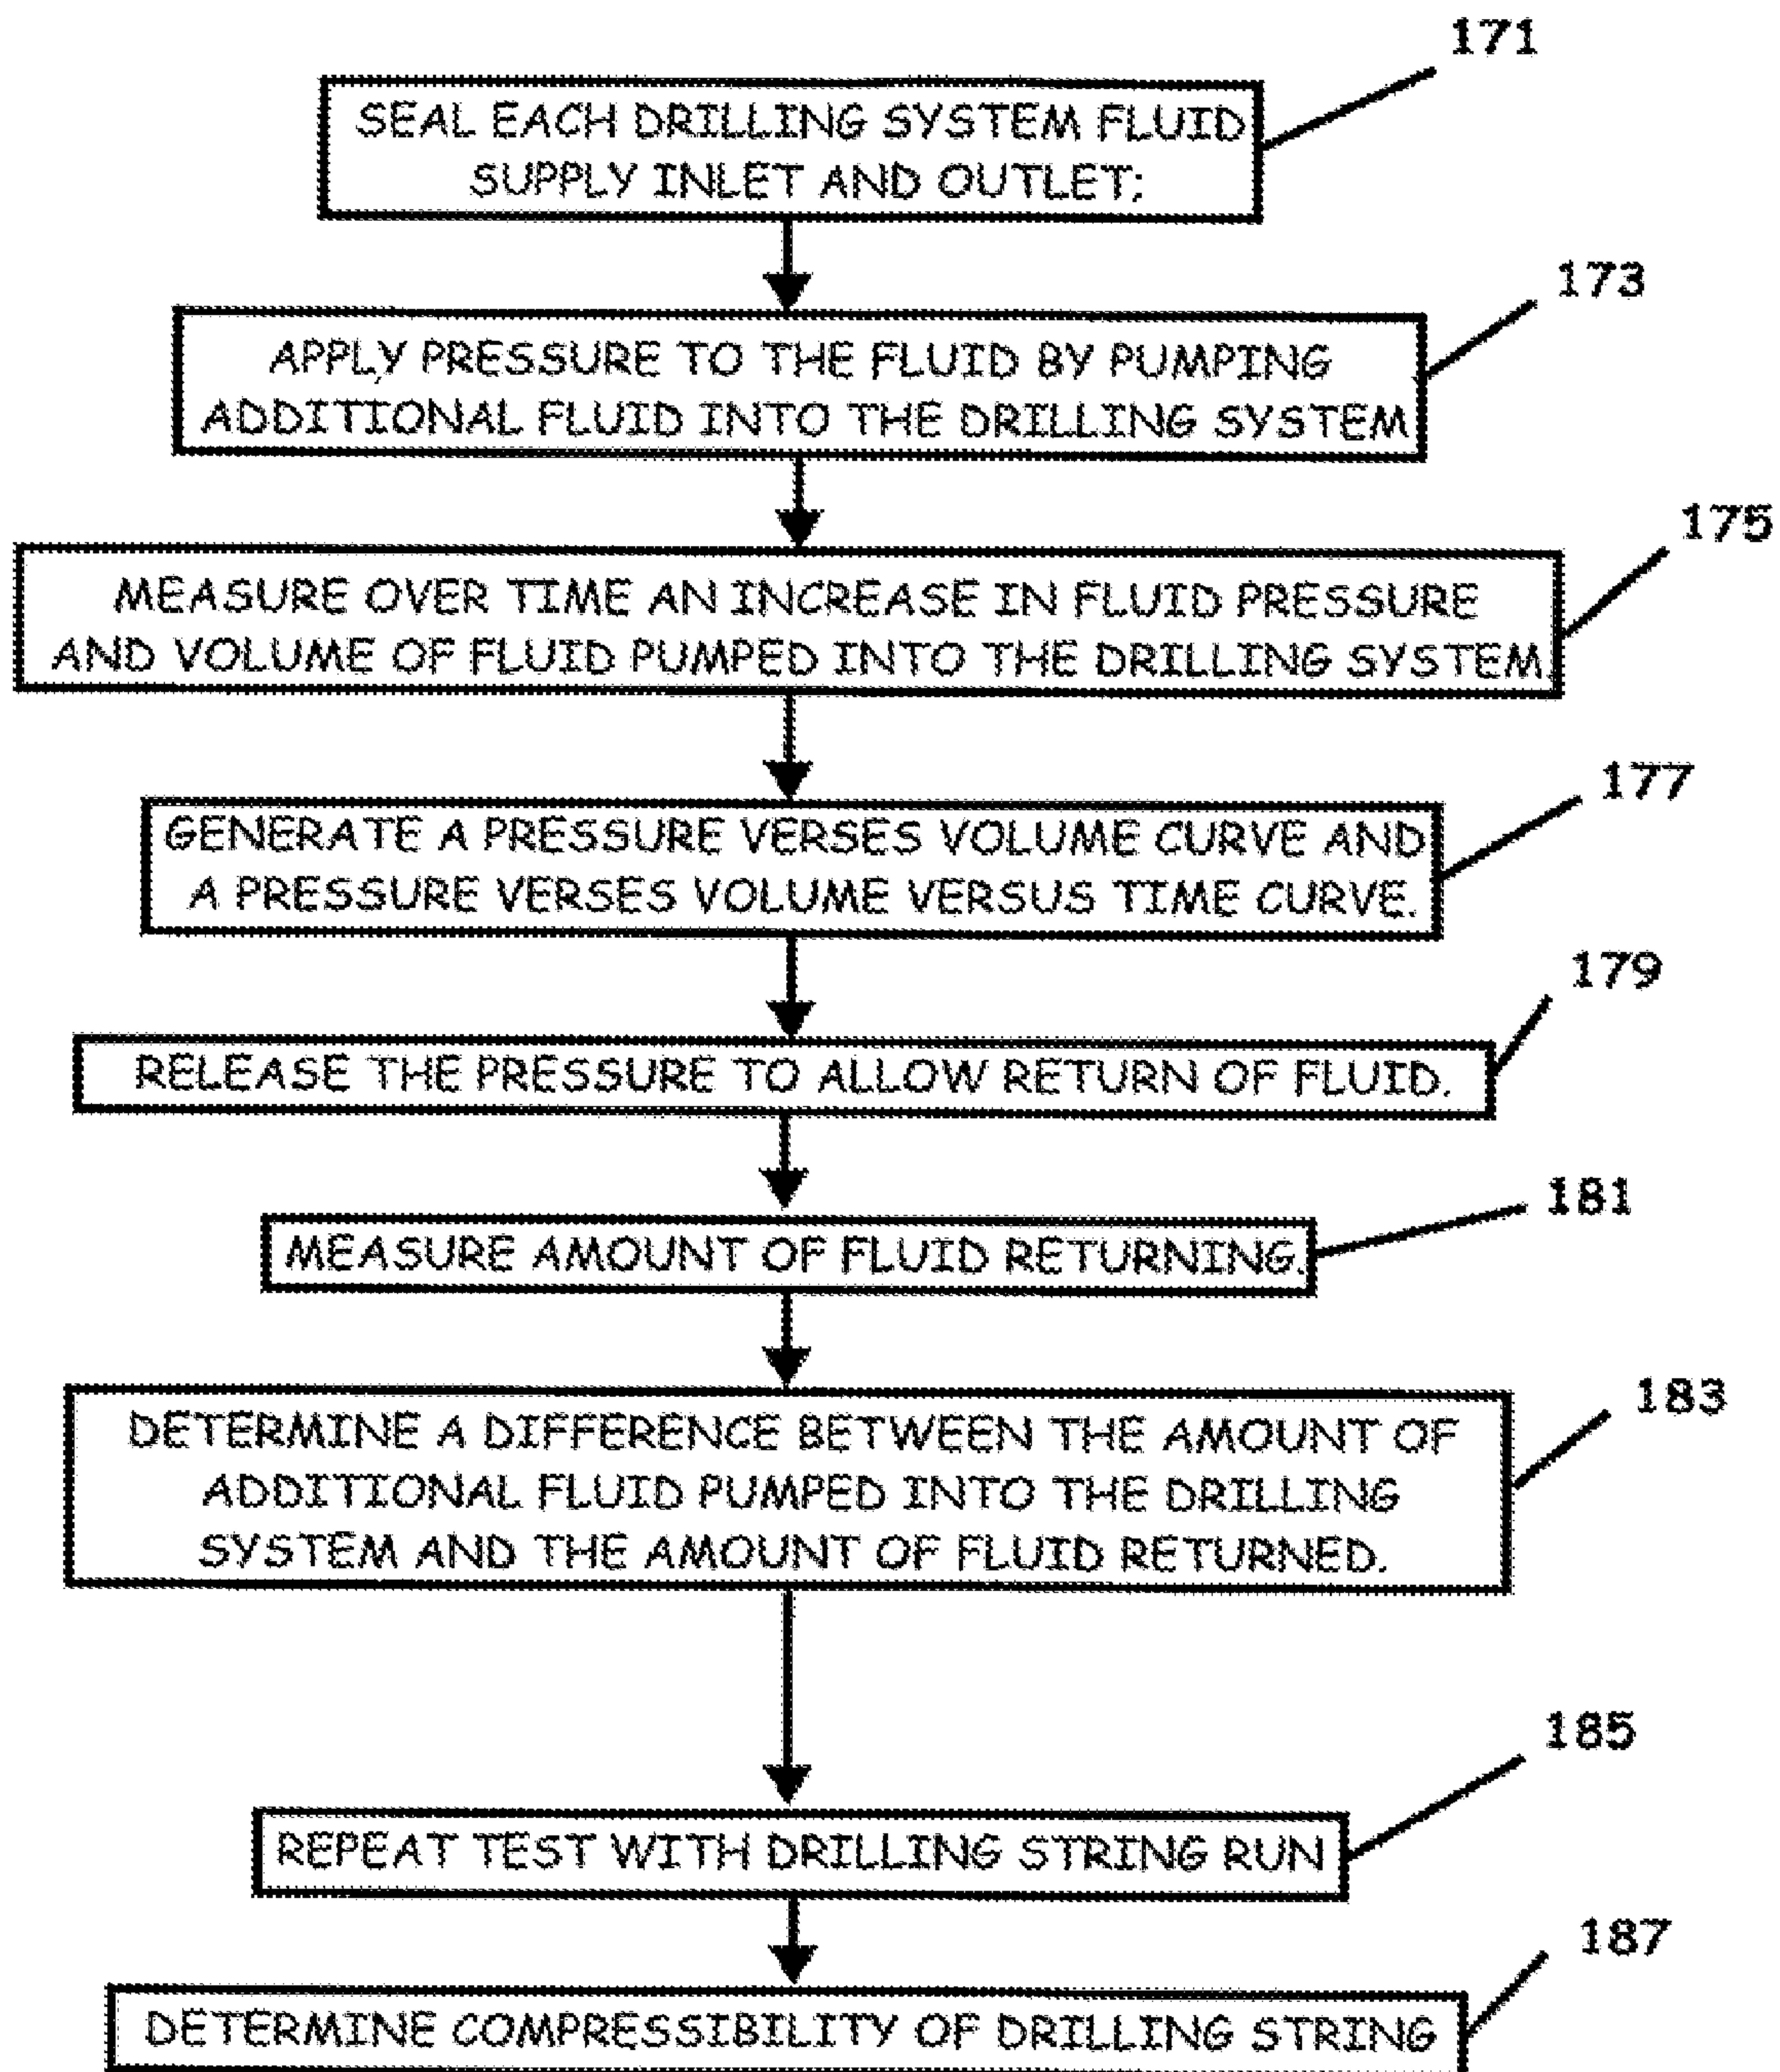 171
SEAL EACH DRILLING SYSTEM FLUID
SUPPLY INLET AND OUTLET;
173
APPLY PRESSURE TO THE FLUID BY PUMPING
ADDITIONAL FLUID INTO THE DRILLING SYSTEM
175
MEASURE OVER TIME AN INCREASE IN FLUID PRESSURE
AND VOLUME OF FLUID PUMPED INTO THE DRILLING SYSTEM.
177
GENERATE A PRESSURE VERSES VOLUME CURVE AND
A PRESSURE VERSES VOLUME VERSUS TIME CURVE.
179
RELEASE THE PRESSURE TO ALLOW RETURN OF FLUID.
181
MEASURE AMOUNT OF FLUID RETURNING.
183
DETERMINE A DIFFERENCE BETWEEN THE AMOUNT OF
ADDITIONAL FLUID PUMPED INTO THE DRILLING
SYSTEM AND THE AMOUNT OF FLUID RETURNED.
185
REPEAT TEST WITH DRILLING STRING RUN
187
DETERMINE COMPRESSIBILITY OF DRILLING STRING